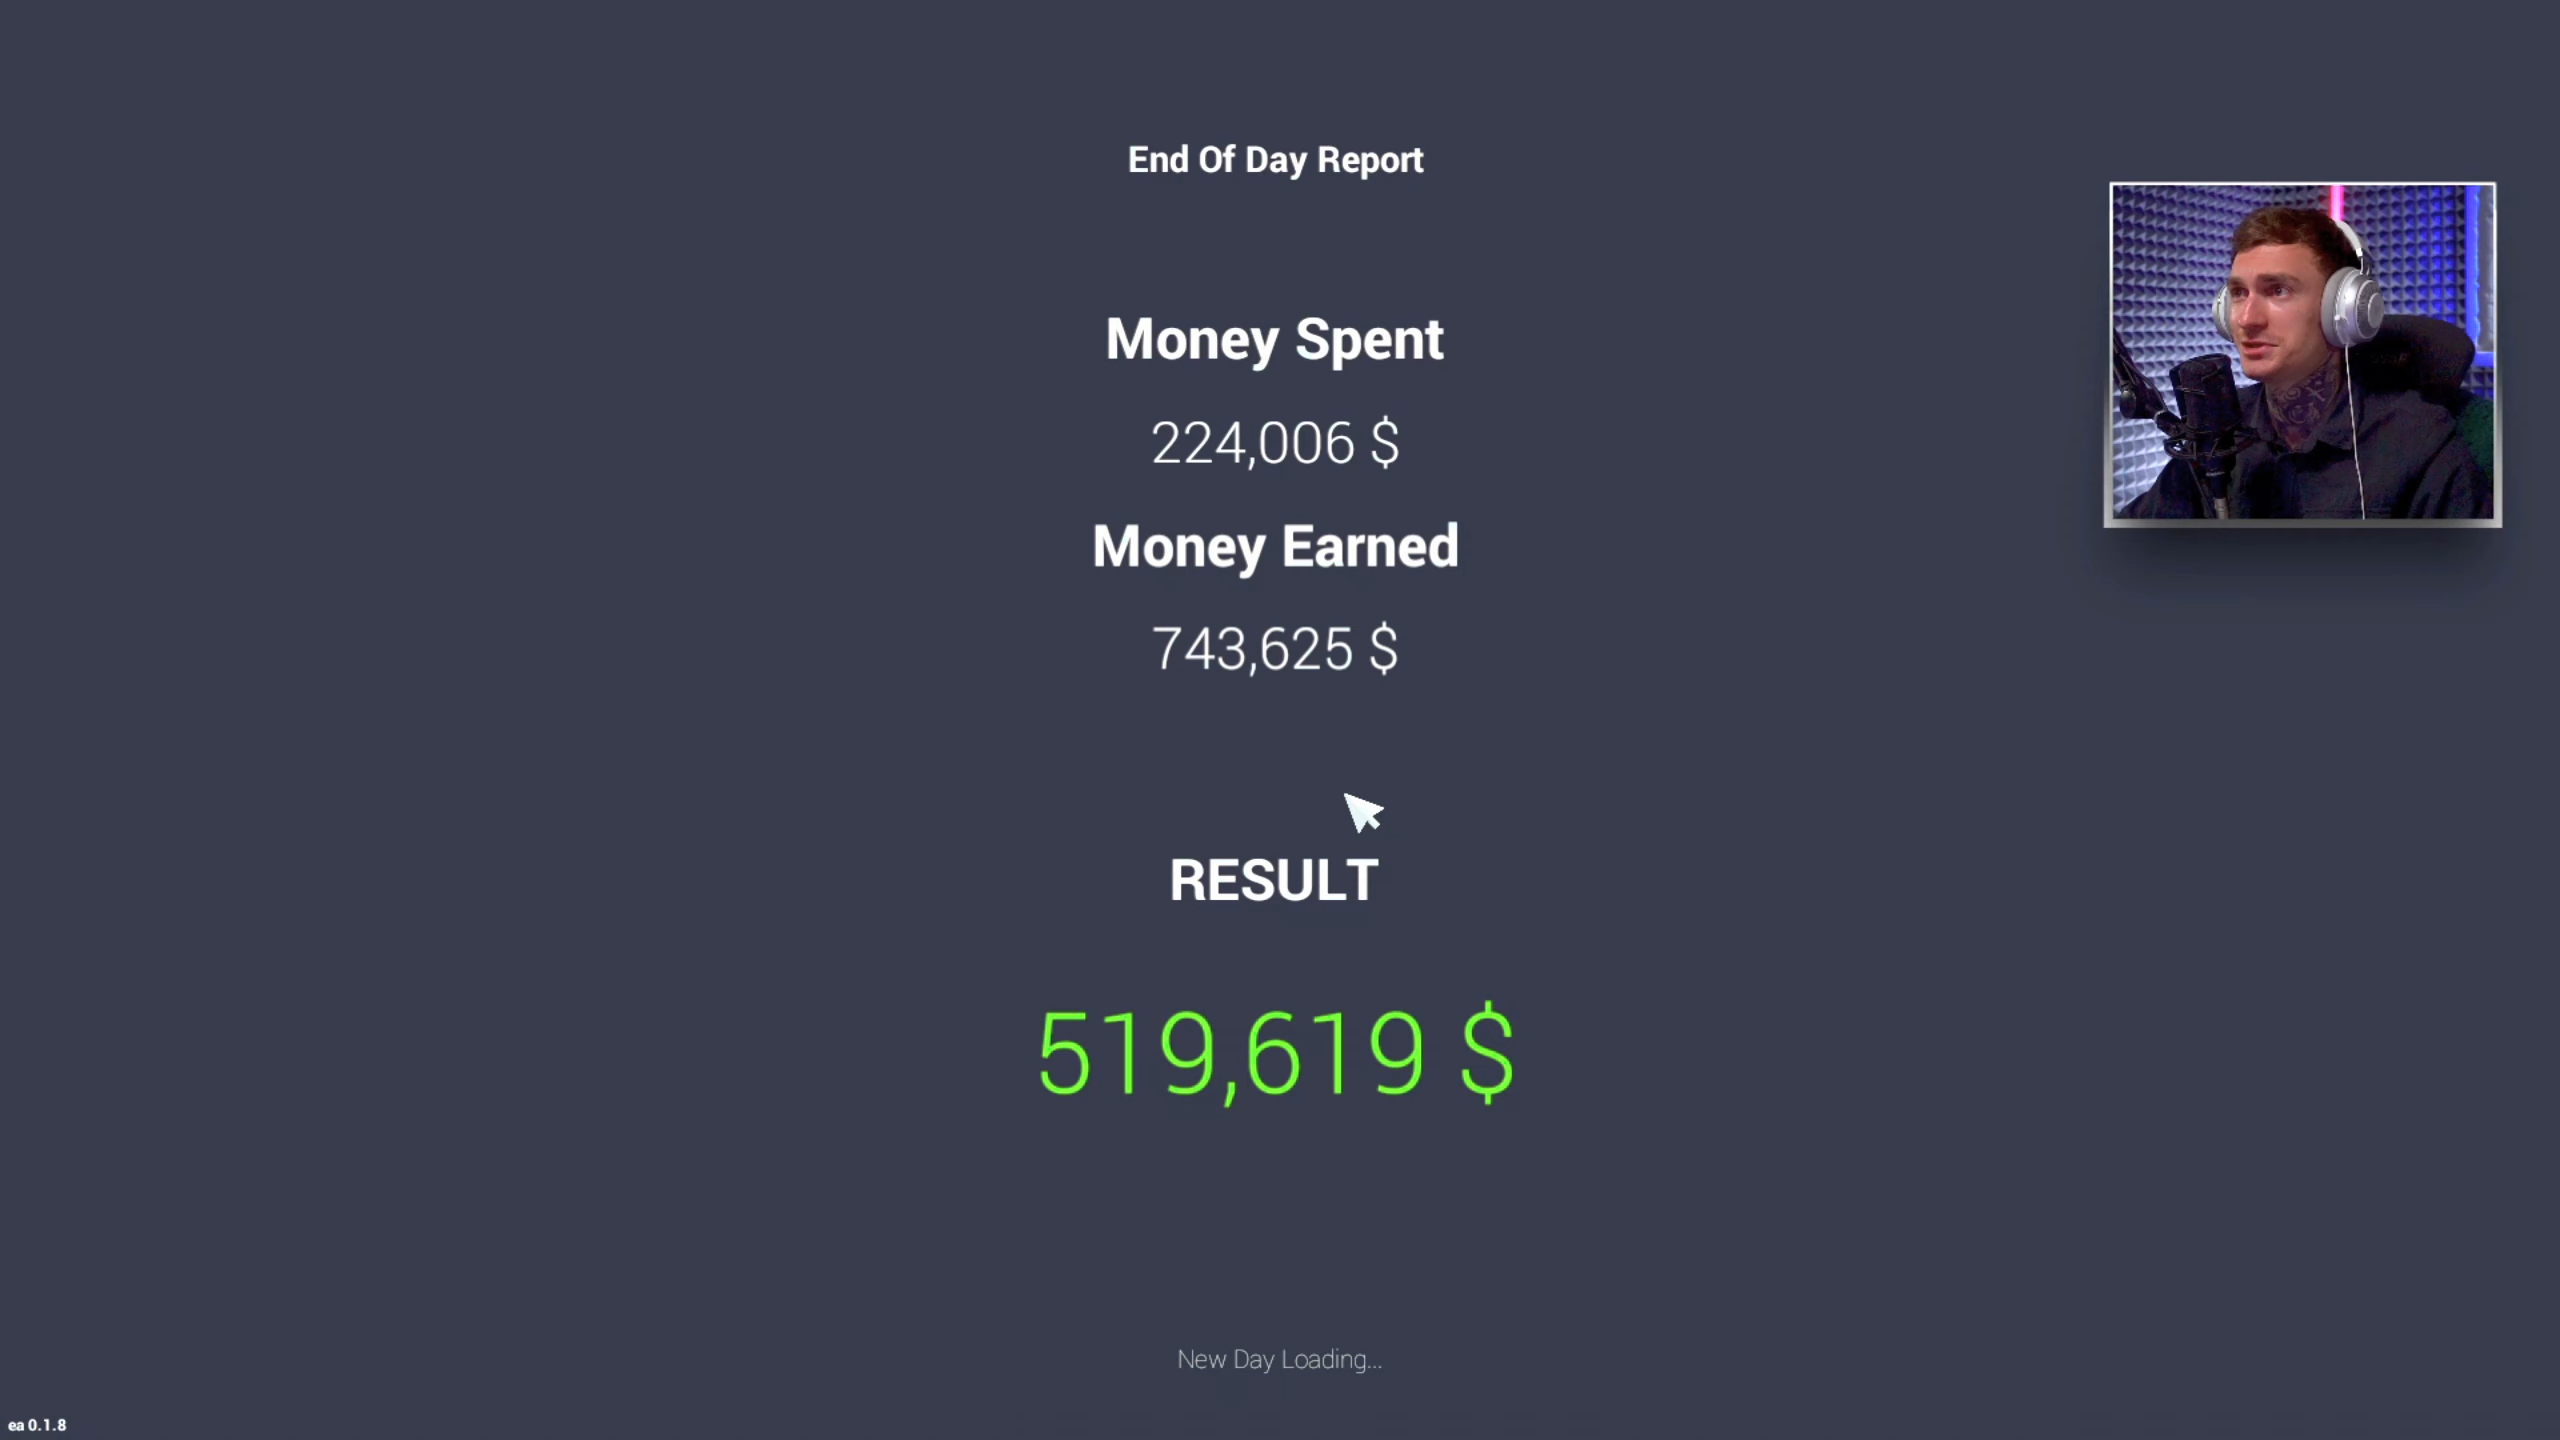 End Of Day Report
Money Spent
224,006 $
Money Earned
743,625 $
RESULT
519,619 $
New Day Loading...
ea 0.1.8